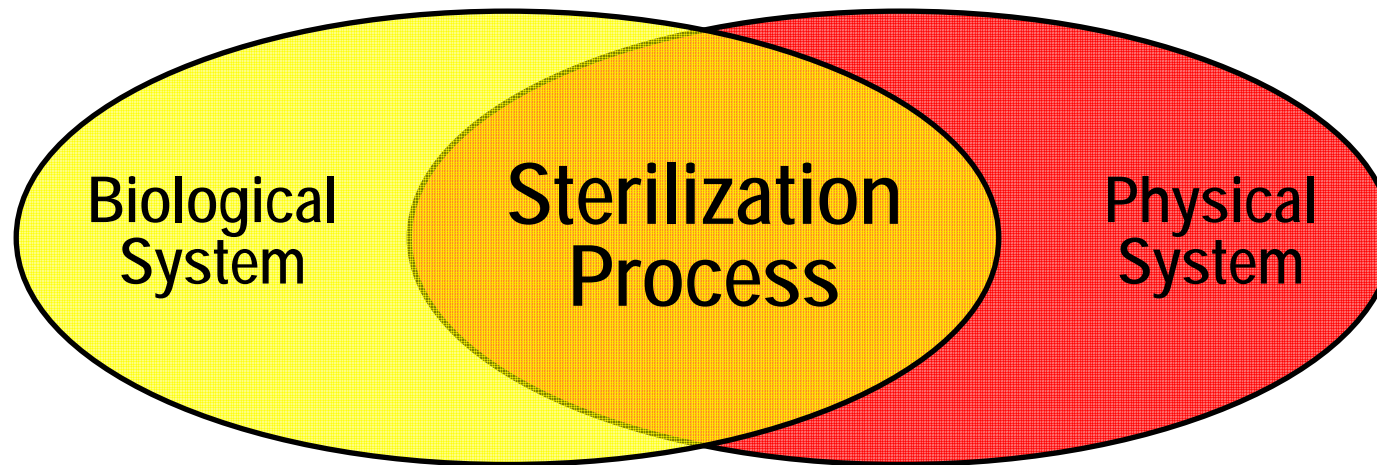 Biological
System
Sterilization
Process
Physical
System